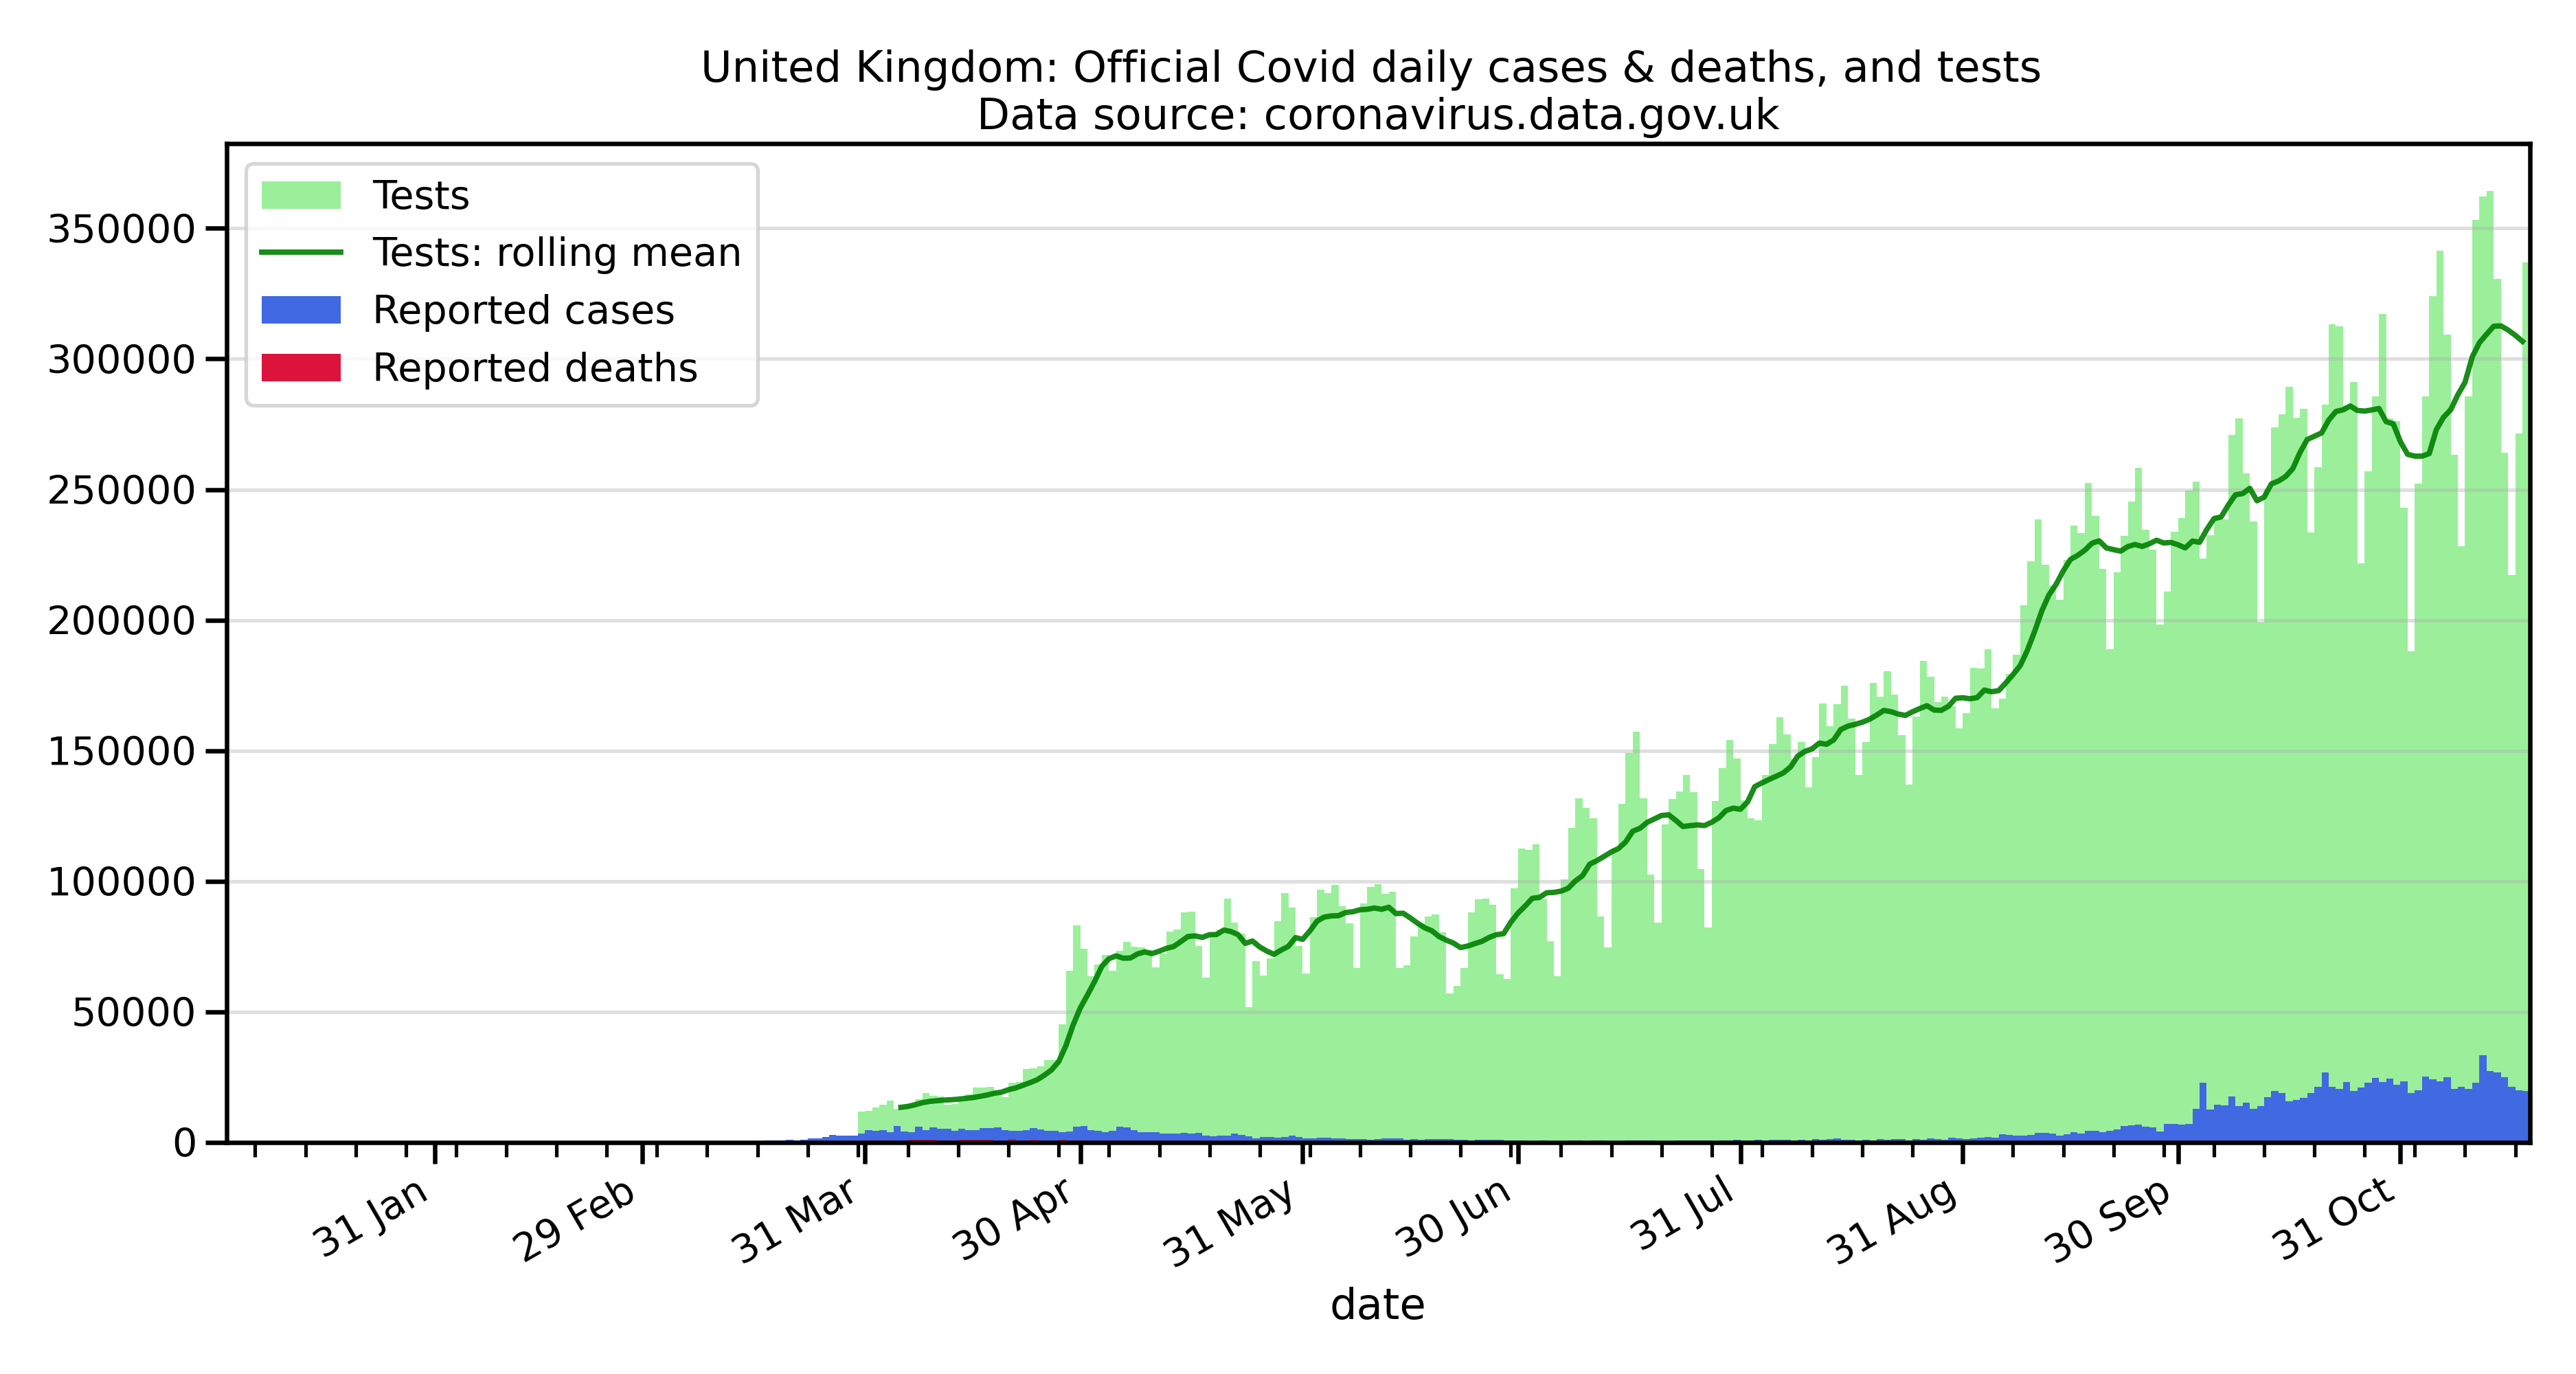 United Kingdom: Official Covid daily cases & deaths, and tests
Data source: coronavirus.data.gov.uk
Tests
Tests: rolling mean
Reported cases
Reported deaths
350000
300000
250000
200000
150000
100000
50000
0
31 Jan
29 Feb
31 Mar
30 Apr
31 May
30 Jun
31 Jul
31 Aug
30 Sep
31 Oct
date